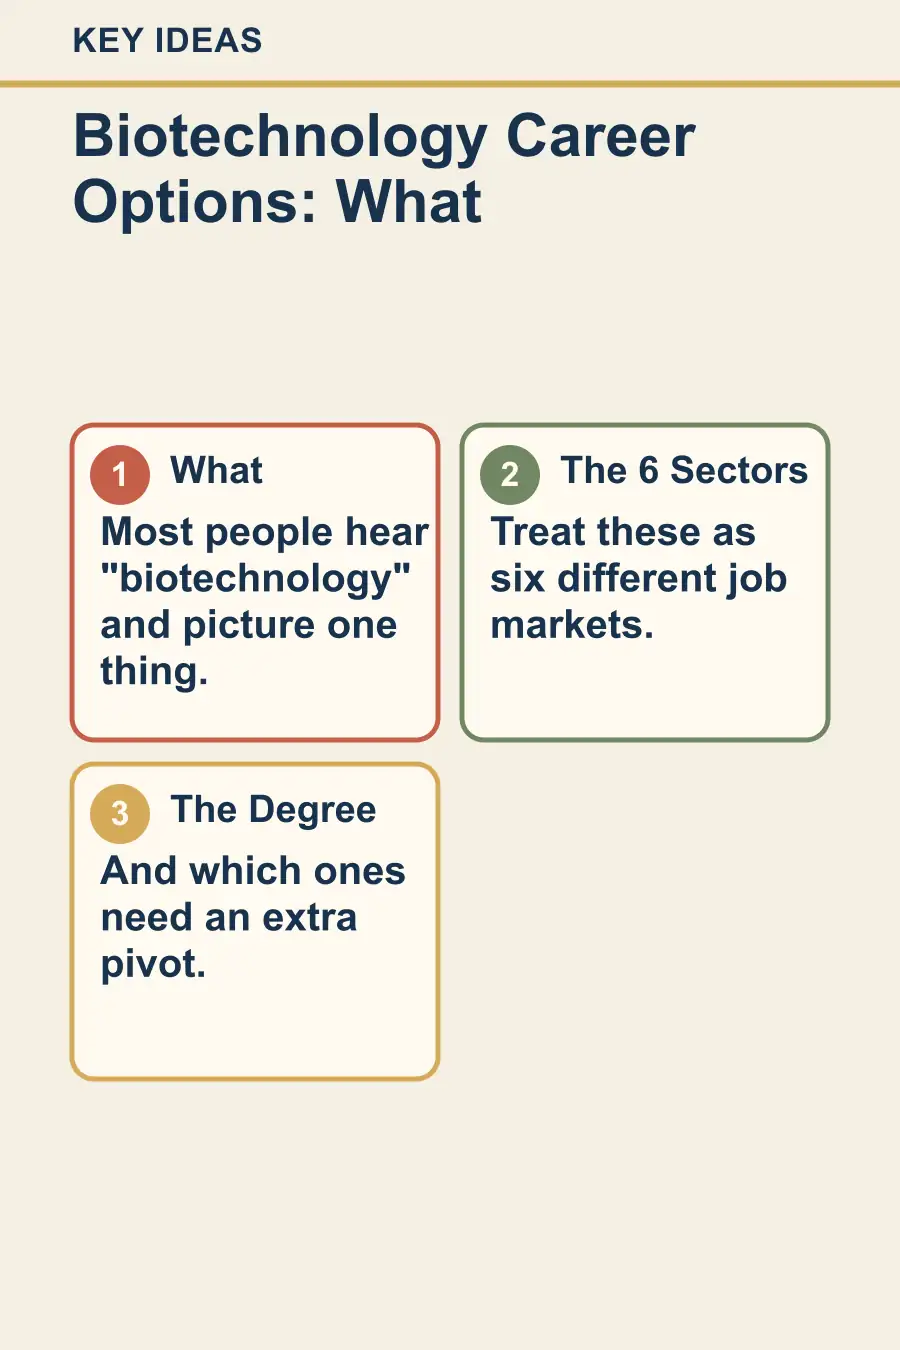 KEY IDEAS
Biotechnology Career
Options: What
1 What
Most people hear
"biotechnology"
and picture one
thing.
2 The 6 Sectors
Treat these as
six different job
markets.
3 The Degree
And which ones
need an extra
pivot.